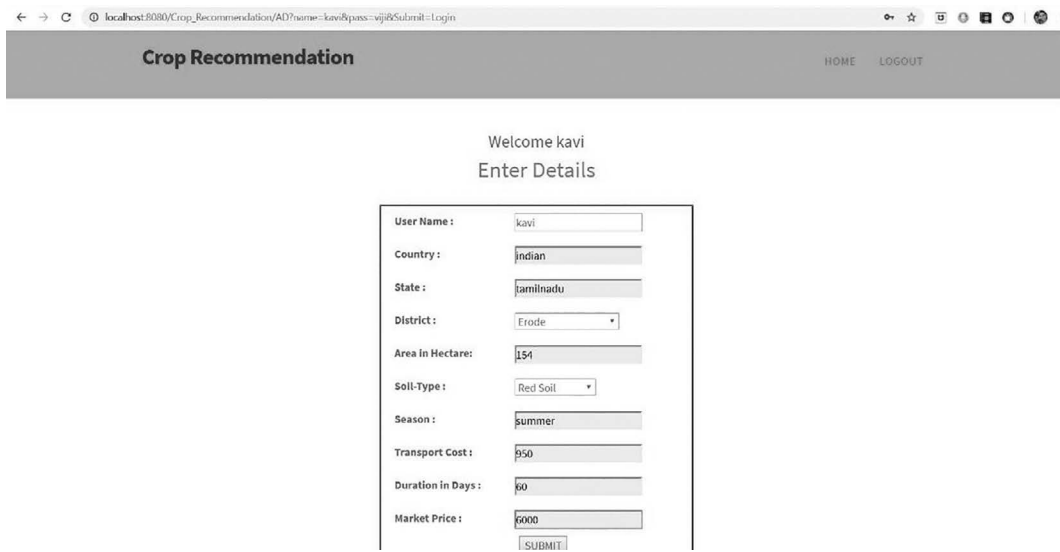 localhost:8080/Crop_Recommendation/AD?name=kavi&pass=viji&Submit=Login
Crop Recommendation
HOME LOGOUT
Welcome kavi
Enter Details
User Name : kavi
Country : indian
State : tamilnadu
District : Erode
Area in Hectare: 154
Soil-Type : Red Soil
Season : summer
Transport Cost : 950
Duration in Days : 60
Market Price : 6000
SUBMIT